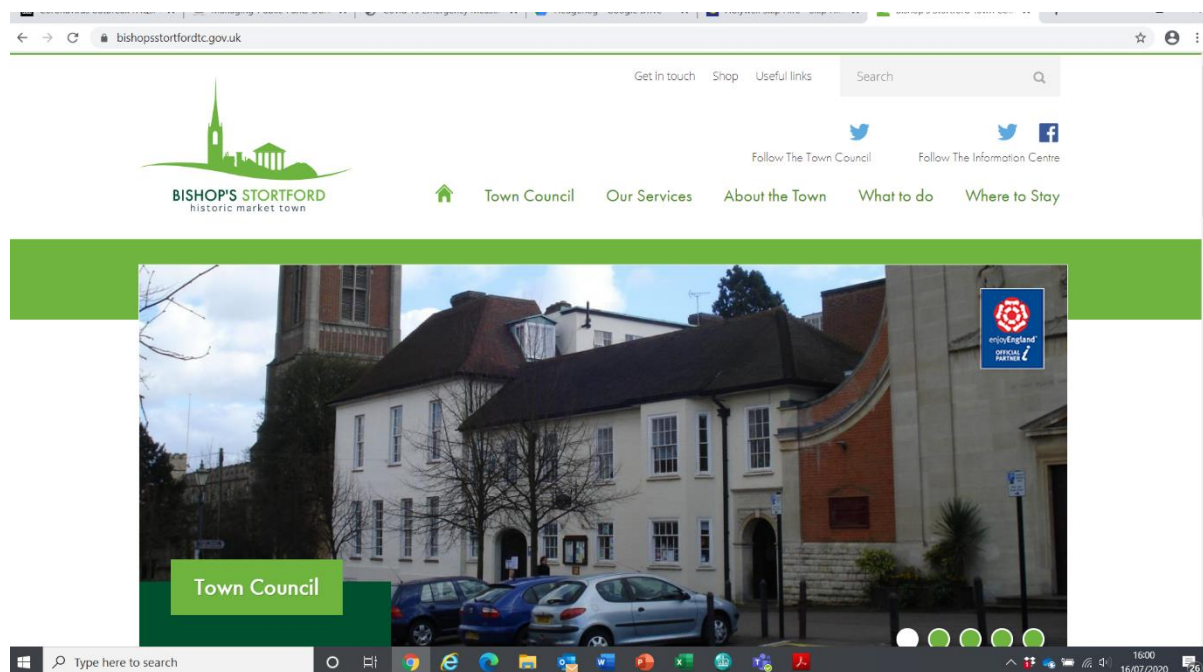 bishopsstortfordtc.gov.uk
Get in touch Shop Useful links Search
Follow The Town Council Follow The Information Centre
BISHOP'S STORTFORD
historic market town
Town Council Our Services About the Town What to do Where to Stay
enjoyEngland
OFFICIAL
PARTNER
Town Council
Type here to search
16:00
16/07/2020